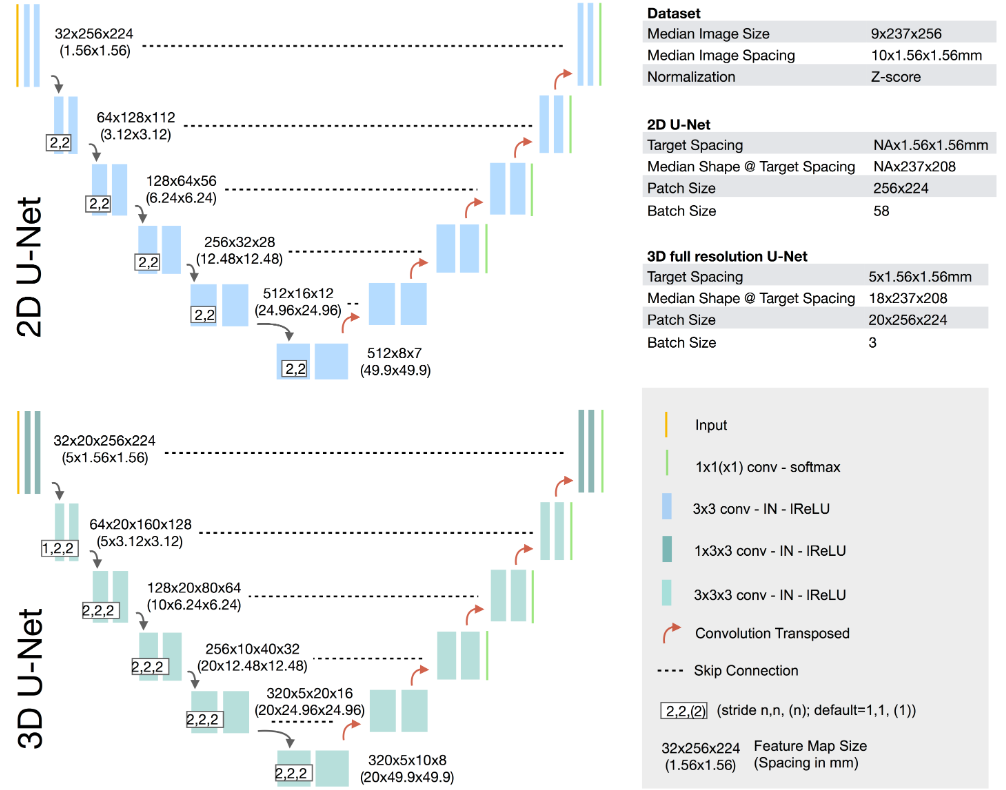 2D U-Net
32x256x224
(1.56x1.56)
64x128x112
(3.12x3.12)
2,2
128x64x56
(6.24x6.24)
2,2
256x32x28
(12.48x12.48)
2,2
512x16x12
(24.96x24.96)
2,2
512x8x7
(49.9x49.9)
2,2
3D U-Net
32x20x256x224
(5x1.56x1.56)
64x20x160x128
(5x3.12x3.12)
1,2,2
128x20x80x64
(10x6.24x6.24)
2,2,2
256x10x40x32
(20x12.48x12.48)
2,2,2
320x5x20x16
(20x24.96x24.96)
2,2,2
320x5x10x8
(20x49.9x49.9)
2,2,2
Dataset
Median Image Size 9x237x256
Median Image Spacing 10x1.56x1.56mm
Normalization Z-score
2D U-Net
Target Spacing NAx1.56x1.56mm
Median Shape @ Target Spacing NAx237x208
Patch Size 256x224
Batch Size 58
3D full resolution U-Net
Target Spacing 5x1.56x1.56mm
Median Shape @ Target Spacing 18x237x208
Patch Size 20x256x224
Batch Size 3
Input
1x1(x1) conv - softmax
3x3 conv - IN - lReLU
1x3x3 conv - IN - lReLU
3x3x3 conv - IN - lReLU
Convolution Transposed
Skip Connection
2,2,(2) (stride n,n, (n); default=1,1, (1))
32x256x224 Feature Map Size
(1.56x1.56) (Spacing in mm)